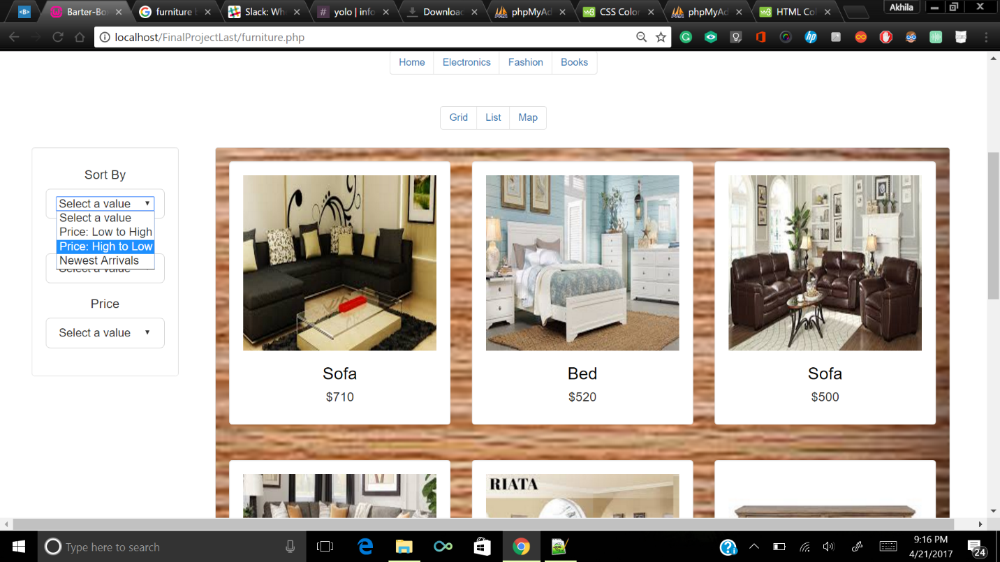 Barter-Bo
furniture b
Slack: Wh
yolo | info
Downloac
phpMyAd
CSS Color
phpMyAd
HTML Col
Akhila
localhost/FinalProjectLast/furniture.php
Home Electronics Fashion Books
Grid List Map
Sort By
Select a value
Select a value
Price: Low to High
Price: High to Low
Newest Arrivals
Select a value
Price
Select a value
Sofa
$710
Bed
$520
Sofa
$500
RIATA
Type here to search
9:16 PM
4/21/2017
24